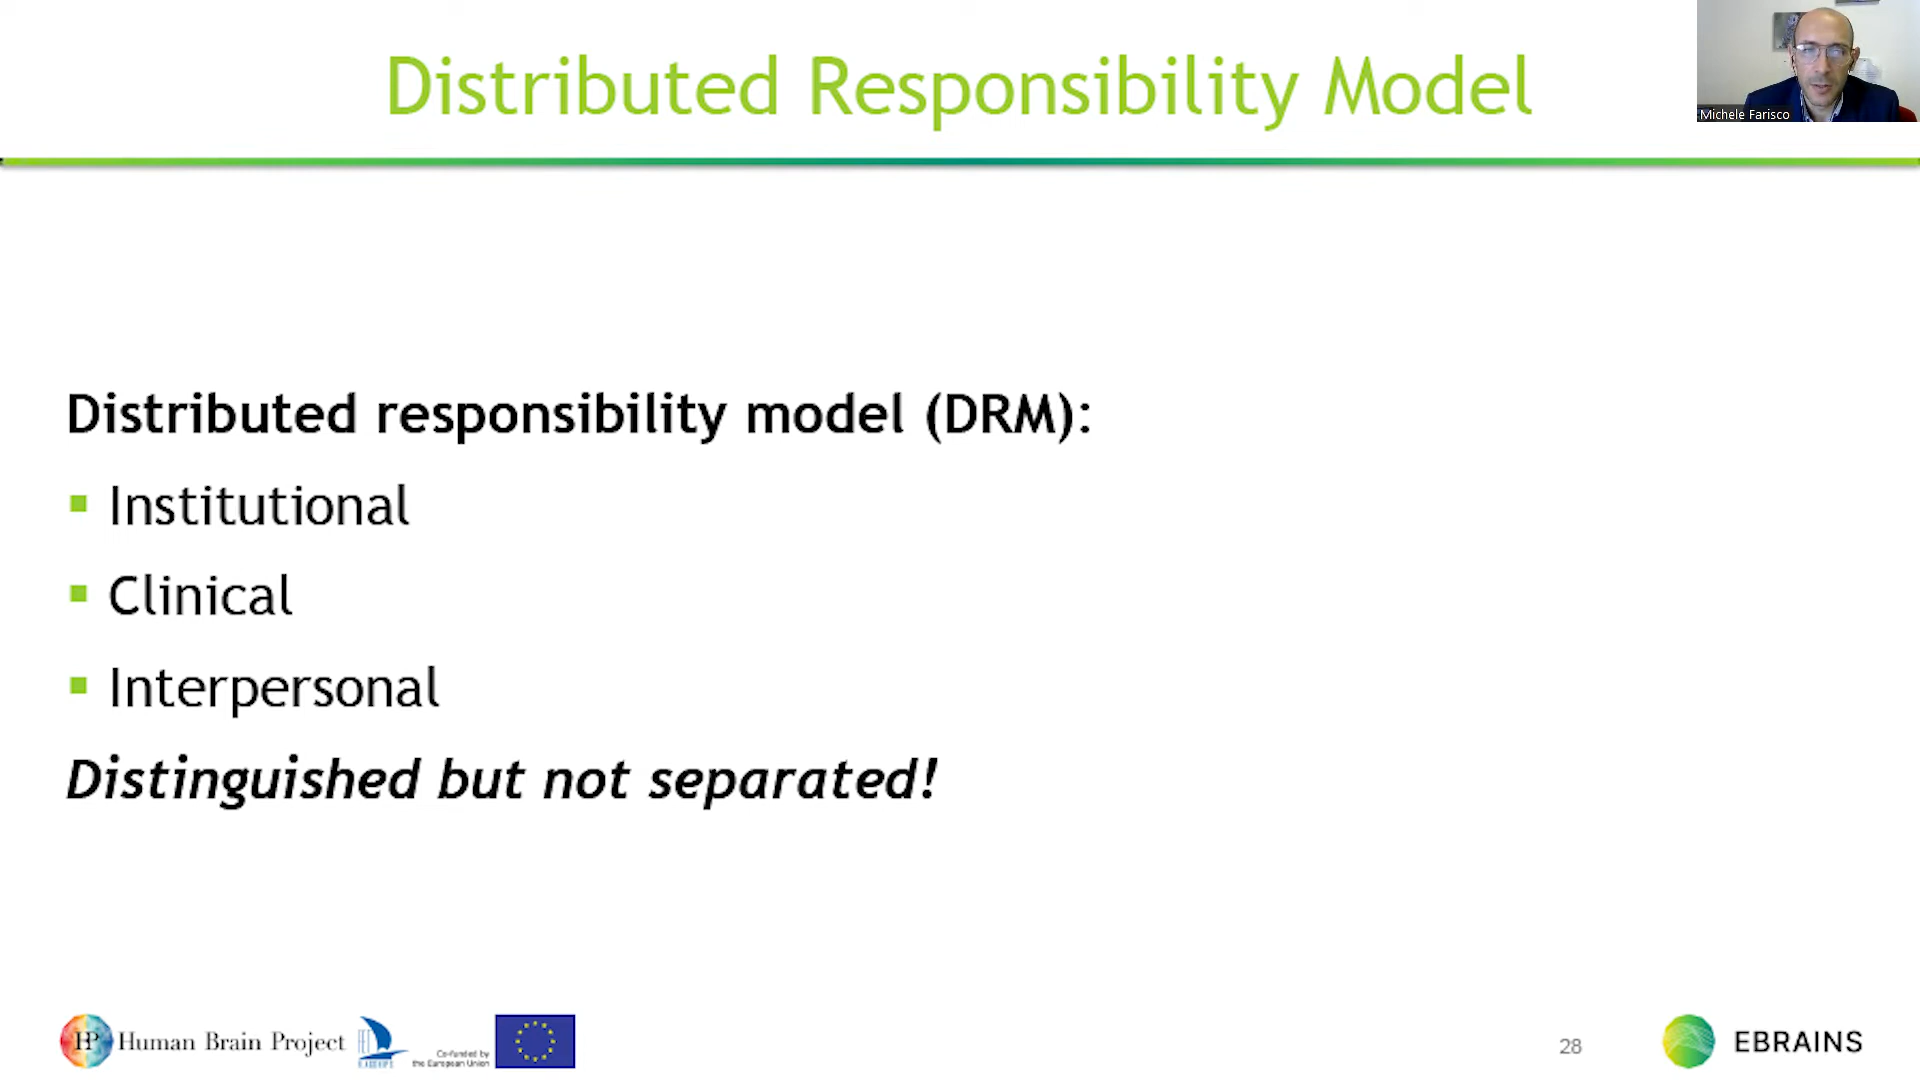 Distributed Responsibility Model
Michele Farisco
Distributed responsibility model (DRM):
Institutional
Clinical
Interpersonal
Distinguished but not separated!
HP Human Brain Project
Co-funded by
the European Union
28
EBRAINS